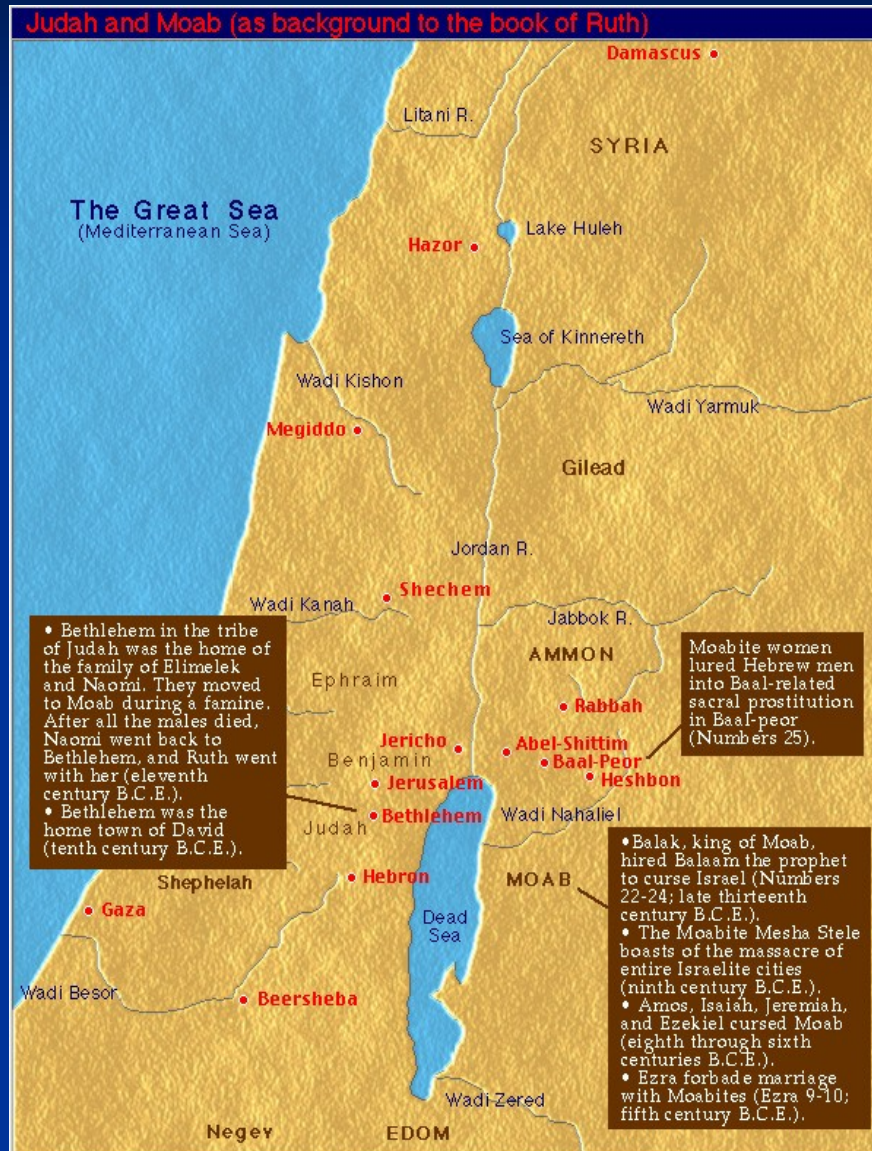 Judah and Moab (as background to the book of Ruth)
Damascus
Litani R.
SYRIA
The Great Sea
(Mediterranean Sea)
Lake Huleh
Hazor
Sea of Kinnereth
Wadi Kishon
Wadi Yarmuk
Megiddo
Gilead
Jordan R.
Shechem
Wadi Kanah
Jabbok R.
• Bethlehem in the tribe
of Judah was the home of
the family of Elimelek
and Naomi. They moved
to Moab during a famine.
After all the males died,
Naomi went back to
Bethlehem, and Ruth went
with her (eleventh
century B.C.E.).
• Bethlehem was the
home town of David
(tenth century B.C.E.).
AMMON
Moabite women
lured Hebrew men
into Baal-related
sacral prostitution
in Baal-peor
(Numbers 25).
Ephraim
Rabbah
Jericho
Abel-Shittim
Benjamin
Baal-Peor
Heshbon
Jerusalem
Bethlehem
Wadi Nahaliel
Judah
Hebron
MOAB
Shephelah
Gaza
Dead
Sea
•Balak, king of Moab,
hired Balaam the prophet
to curse Israel (Numbers
22-24; late thirteenth
century B.C.E.).
• The Moabite Mesha Stele
boasts of the massacre of
entire Israelite cities
(ninth century B.C.E.).
• Amos, Isaiah, Jeremiah,
and Ezekiel cursed Moab
(eighth through sixth
centuries B.C.E.).
• Ezra forbade marriage
with Moabites (Ezra 9-10;
fifth century B.C.E.).
Wadi Besor
Beersheba
Wadi Zered
Negev
EDOM